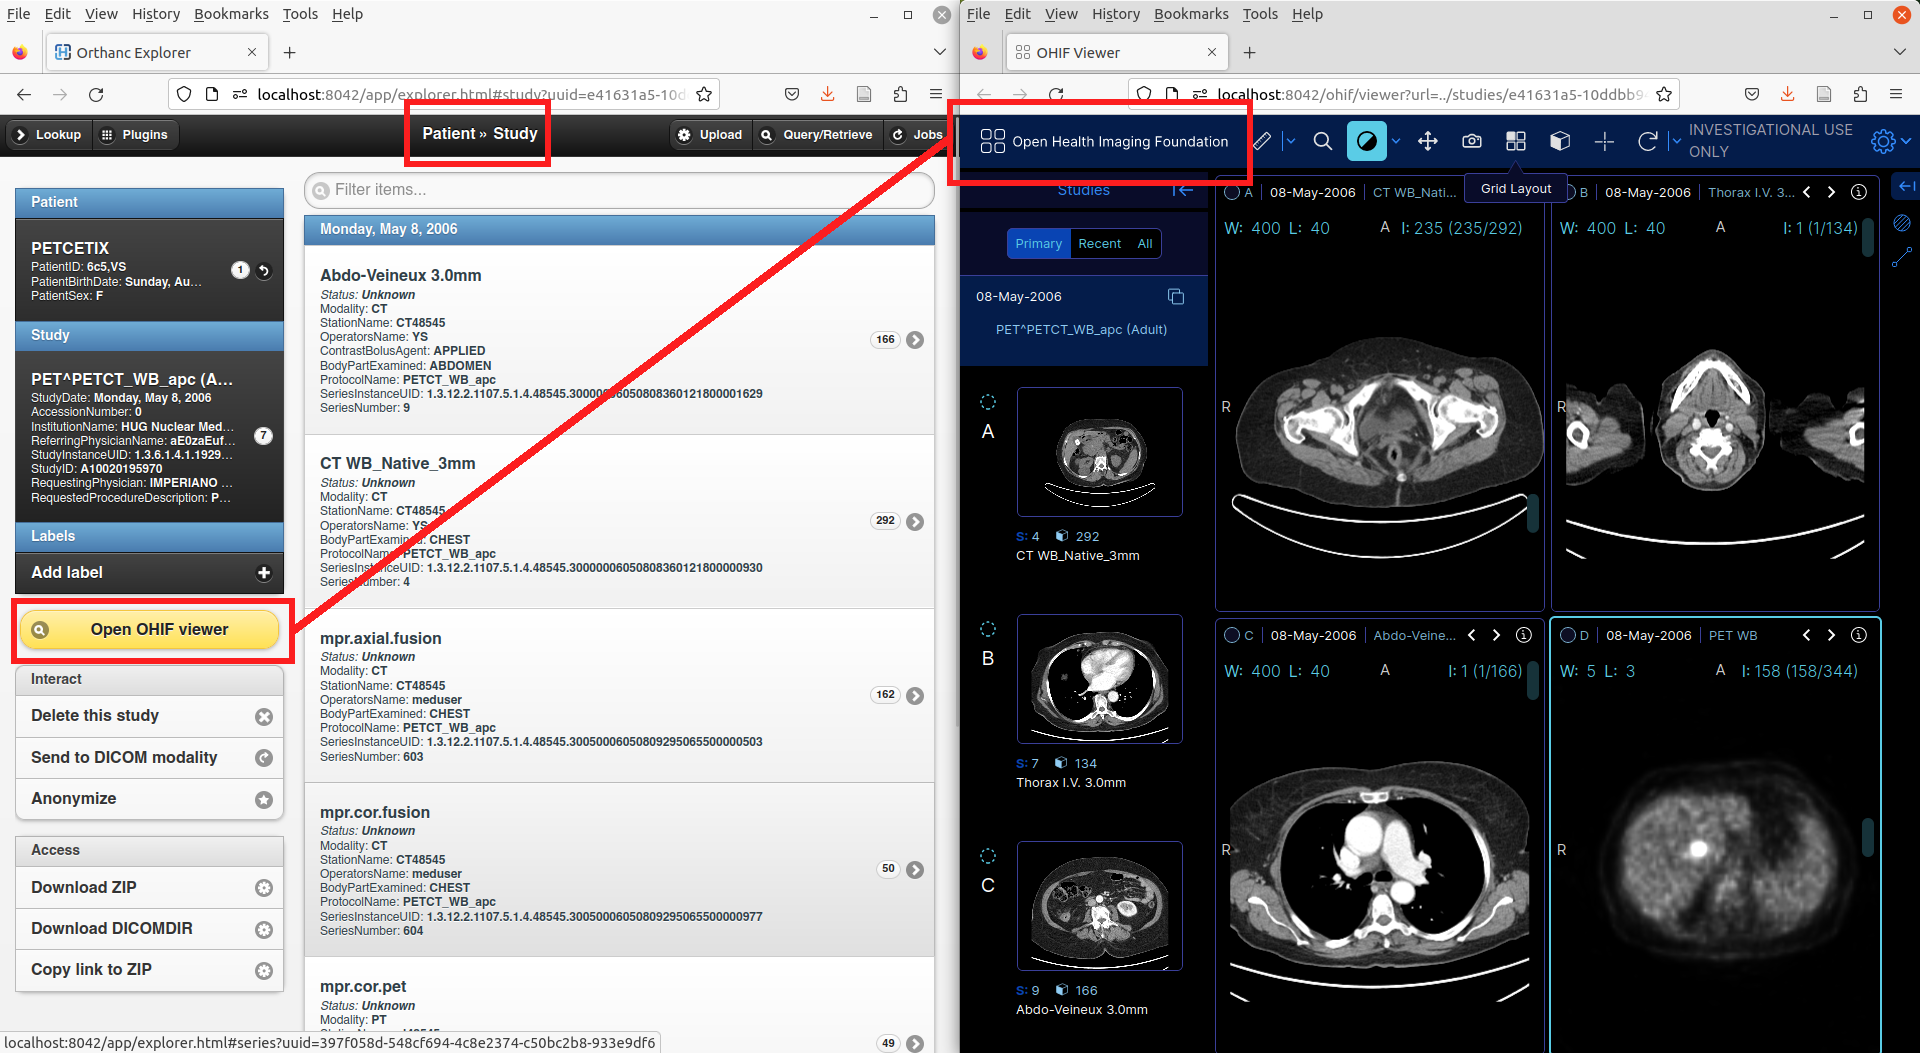 File Edit View History Bookmarks Tools Help
Orthanc Explorer
localhost:8042/app/explorer.html#study?uuid=e41631a5-10d
Lookup
Plugins
Patient » Study
Upload
Query/Retrieve
Jobs
Patient
PETCETIX
PatientID: 6c5,VS
PatientBirthDate: Sunday, Au...
PatientSex: F
1
Study
PET^PETCT_WB_apc (A...
StudyDate: Monday, May 8, 2006
AccessionNumber: 0
InstitutionName: HUG Nuclear Med...
ReferringPhysicianName: aE0zaEuf...
StudyInstanceUID: 1.3.6.1.4.1.1929...
StudyID: A10020195970
RequestingPhysician: IMPERIANO ...
RequestedProcedureDescription: P...
7
Labels
Add label
Open OHIF viewer
Interact
Delete this study
Send to DICOM modality
Anonymize
Access
Download ZIP
Download DICOMDIR
Copy link to ZIP
Filter items...
Monday, May 8, 2006
Abdo-Veineux 3.0mm
Status: Unknown
Modality: CT
StationName: CT48545
OperatorsName: YS
ContrastBolusAgent: APPLIED
BodyPartExamined: ABDOMEN
ProtocolName: PETCT_WB_apc
SeriesInstanceUID: 1.3.12.2.1107.5.1.4.48545.30000006050808360121800001629
SeriesNumber: 9
166
CT WB_Native_3mm
Status: Unknown
Modality: CT
StationName: CT48545
OperatorsName: YS
BodyPartExamined: CHEST
ProtocolName: PETCT_WB_apc
SeriesInstanceUID: 1.3.12.2.1107.5.1.4.48545.30000006050808360121800000930
SeriesNumber: 4
292
mpr.axial.fusion
Status: Unknown
Modality: CT
StationName: CT48545
OperatorsName: meduser
BodyPartExamined: CHEST
ProtocolName: PETCT_WB_apc
SeriesInstanceUID: 1.3.12.2.1107.5.1.4.48545.30050006050809295065500000503
SeriesNumber: 603
162
mpr.cor.fusion
Status: Unknown
Modality: CT
StationName: CT48545
OperatorsName: meduser
BodyPartExamined: CHEST
ProtocolName: PETCT_WB_apc
SeriesInstanceUID: 1.3.12.2.1107.5.1.4.48545.30050006050809295065500000977
SeriesNumber: 604
50
mpr.cor.pet
Status: Unknown
Modality: PT
49
localhost:8042/app/explorer.html#series?uuid=397f058d-548cf694-4c8e2374-c50bc2b8-933e9df6
File Edit View History Bookmarks Tools Help
OHIF Viewer
localhost:8042/ohif/viewer?url=../studies/e41631a5-10ddbb9
Open Health Imaging Foundation
INVESTIGATIONAL USE
ONLY
Grid Layout
Studies
Primary Recent All
08-May-2006
PET^PETCT_WB_apc (Adult)
A
S: 4 292
CT WB_Native_3mm
B
S: 7 134
Thorax I.V. 3.0mm
C
S: 9 166
Abdo-Veineux 3.0mm
A 08-May-2006 CT WB_Nati...
W: 400 L: 40 A I: 235 (235/292)
R
B 08-May-2006 Thorax I.V. 3...
W: 400 L: 40 A I: 1 (1/134)
R
C 08-May-2006 Abdo-Veine...
W: 400 L: 40 A I: 1 (1/166)
R
D 08-May-2006 PET WB
W: 5 L: 3 A I: 158 (158/344)
R